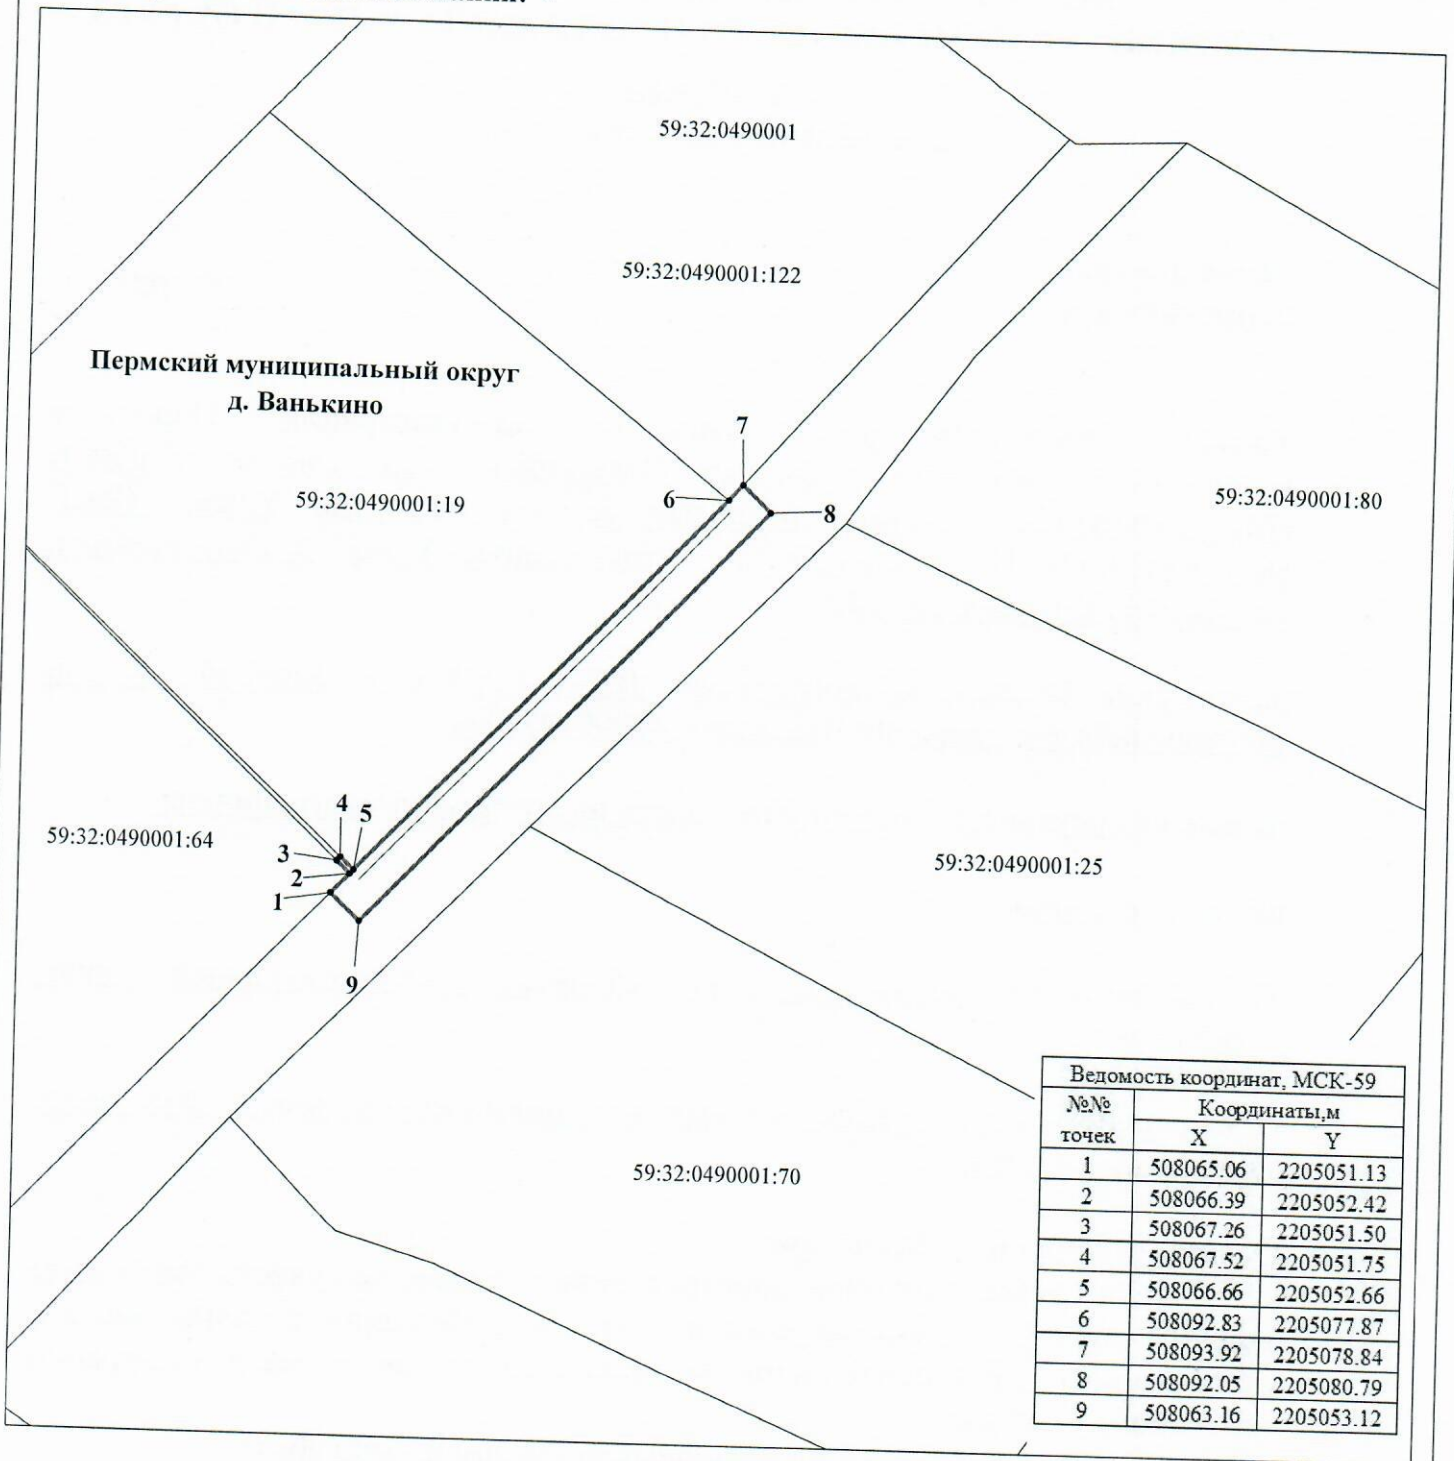 59:32:0490001
59:32:0490001:122
Пермский муниципальный округ
д. Ванькино
59:32:0490001:19
59:32:0490001:80
7
6
8
4
5
59:32:0490001:64
3
2
1
59:32:0490001:25
9
59:32:0490001:70
Ведомость координат, МСК-59
№№ точек Координаты,м
X Y
1 508065.06 2205051.13
2 508066.39 2205052.42
3 508067.26 2205051.50
4 508067.52 2205051.75
5 508066.66 2205052.66
6 508092.83 2205077.87
7 508093.92 2205078.84
8 508092.05 2205080.79
9 508063.16 2205053.12